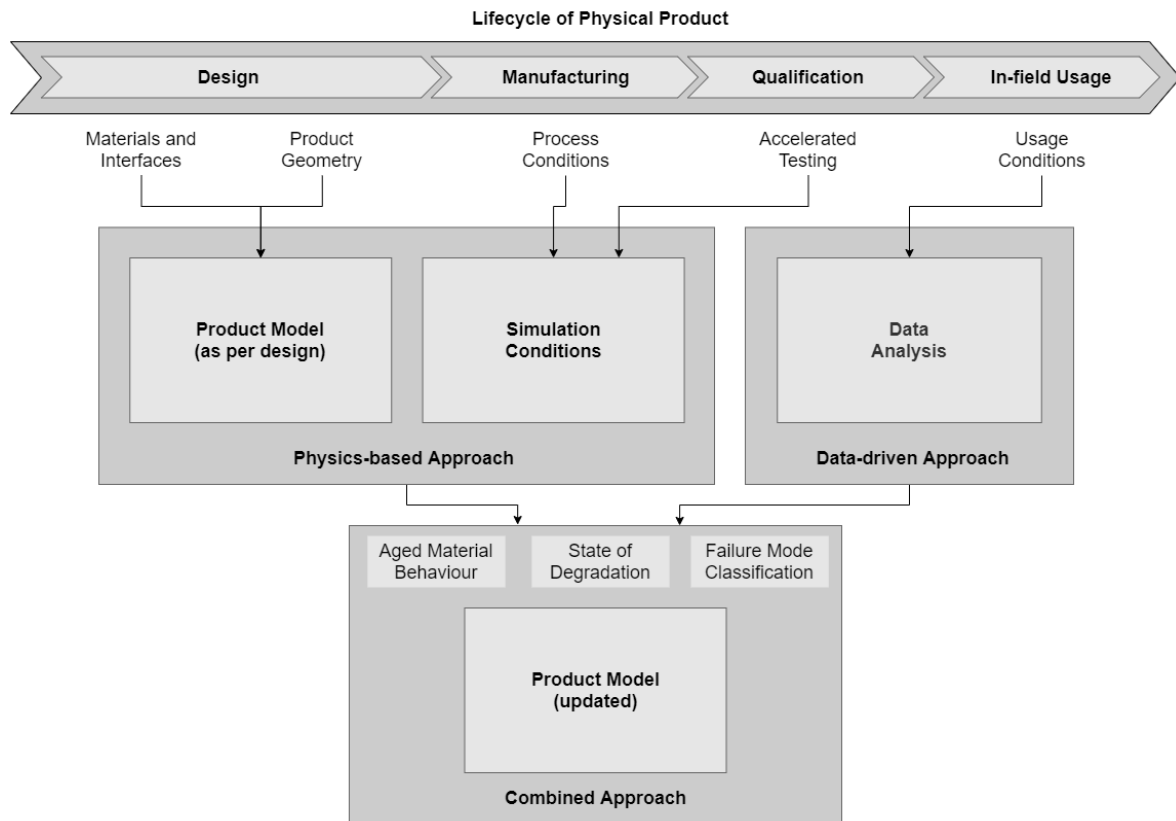 Lifecycle of Physical Product
Design
Manufacturing
Qualification
In-field Usage
Materials and
Interfaces
Product
Geometry
Process
Conditions
Accelerated
Testing
Usage
Conditions
Product Model
(as per design)
Simulation
Conditions
Data
Analysis
Physics-based Approach
Data-driven Approach
Aged Material
Behaviour
State of
Degradation
Failure Mode
Classification
Product Model
(updated)
Combined Approach